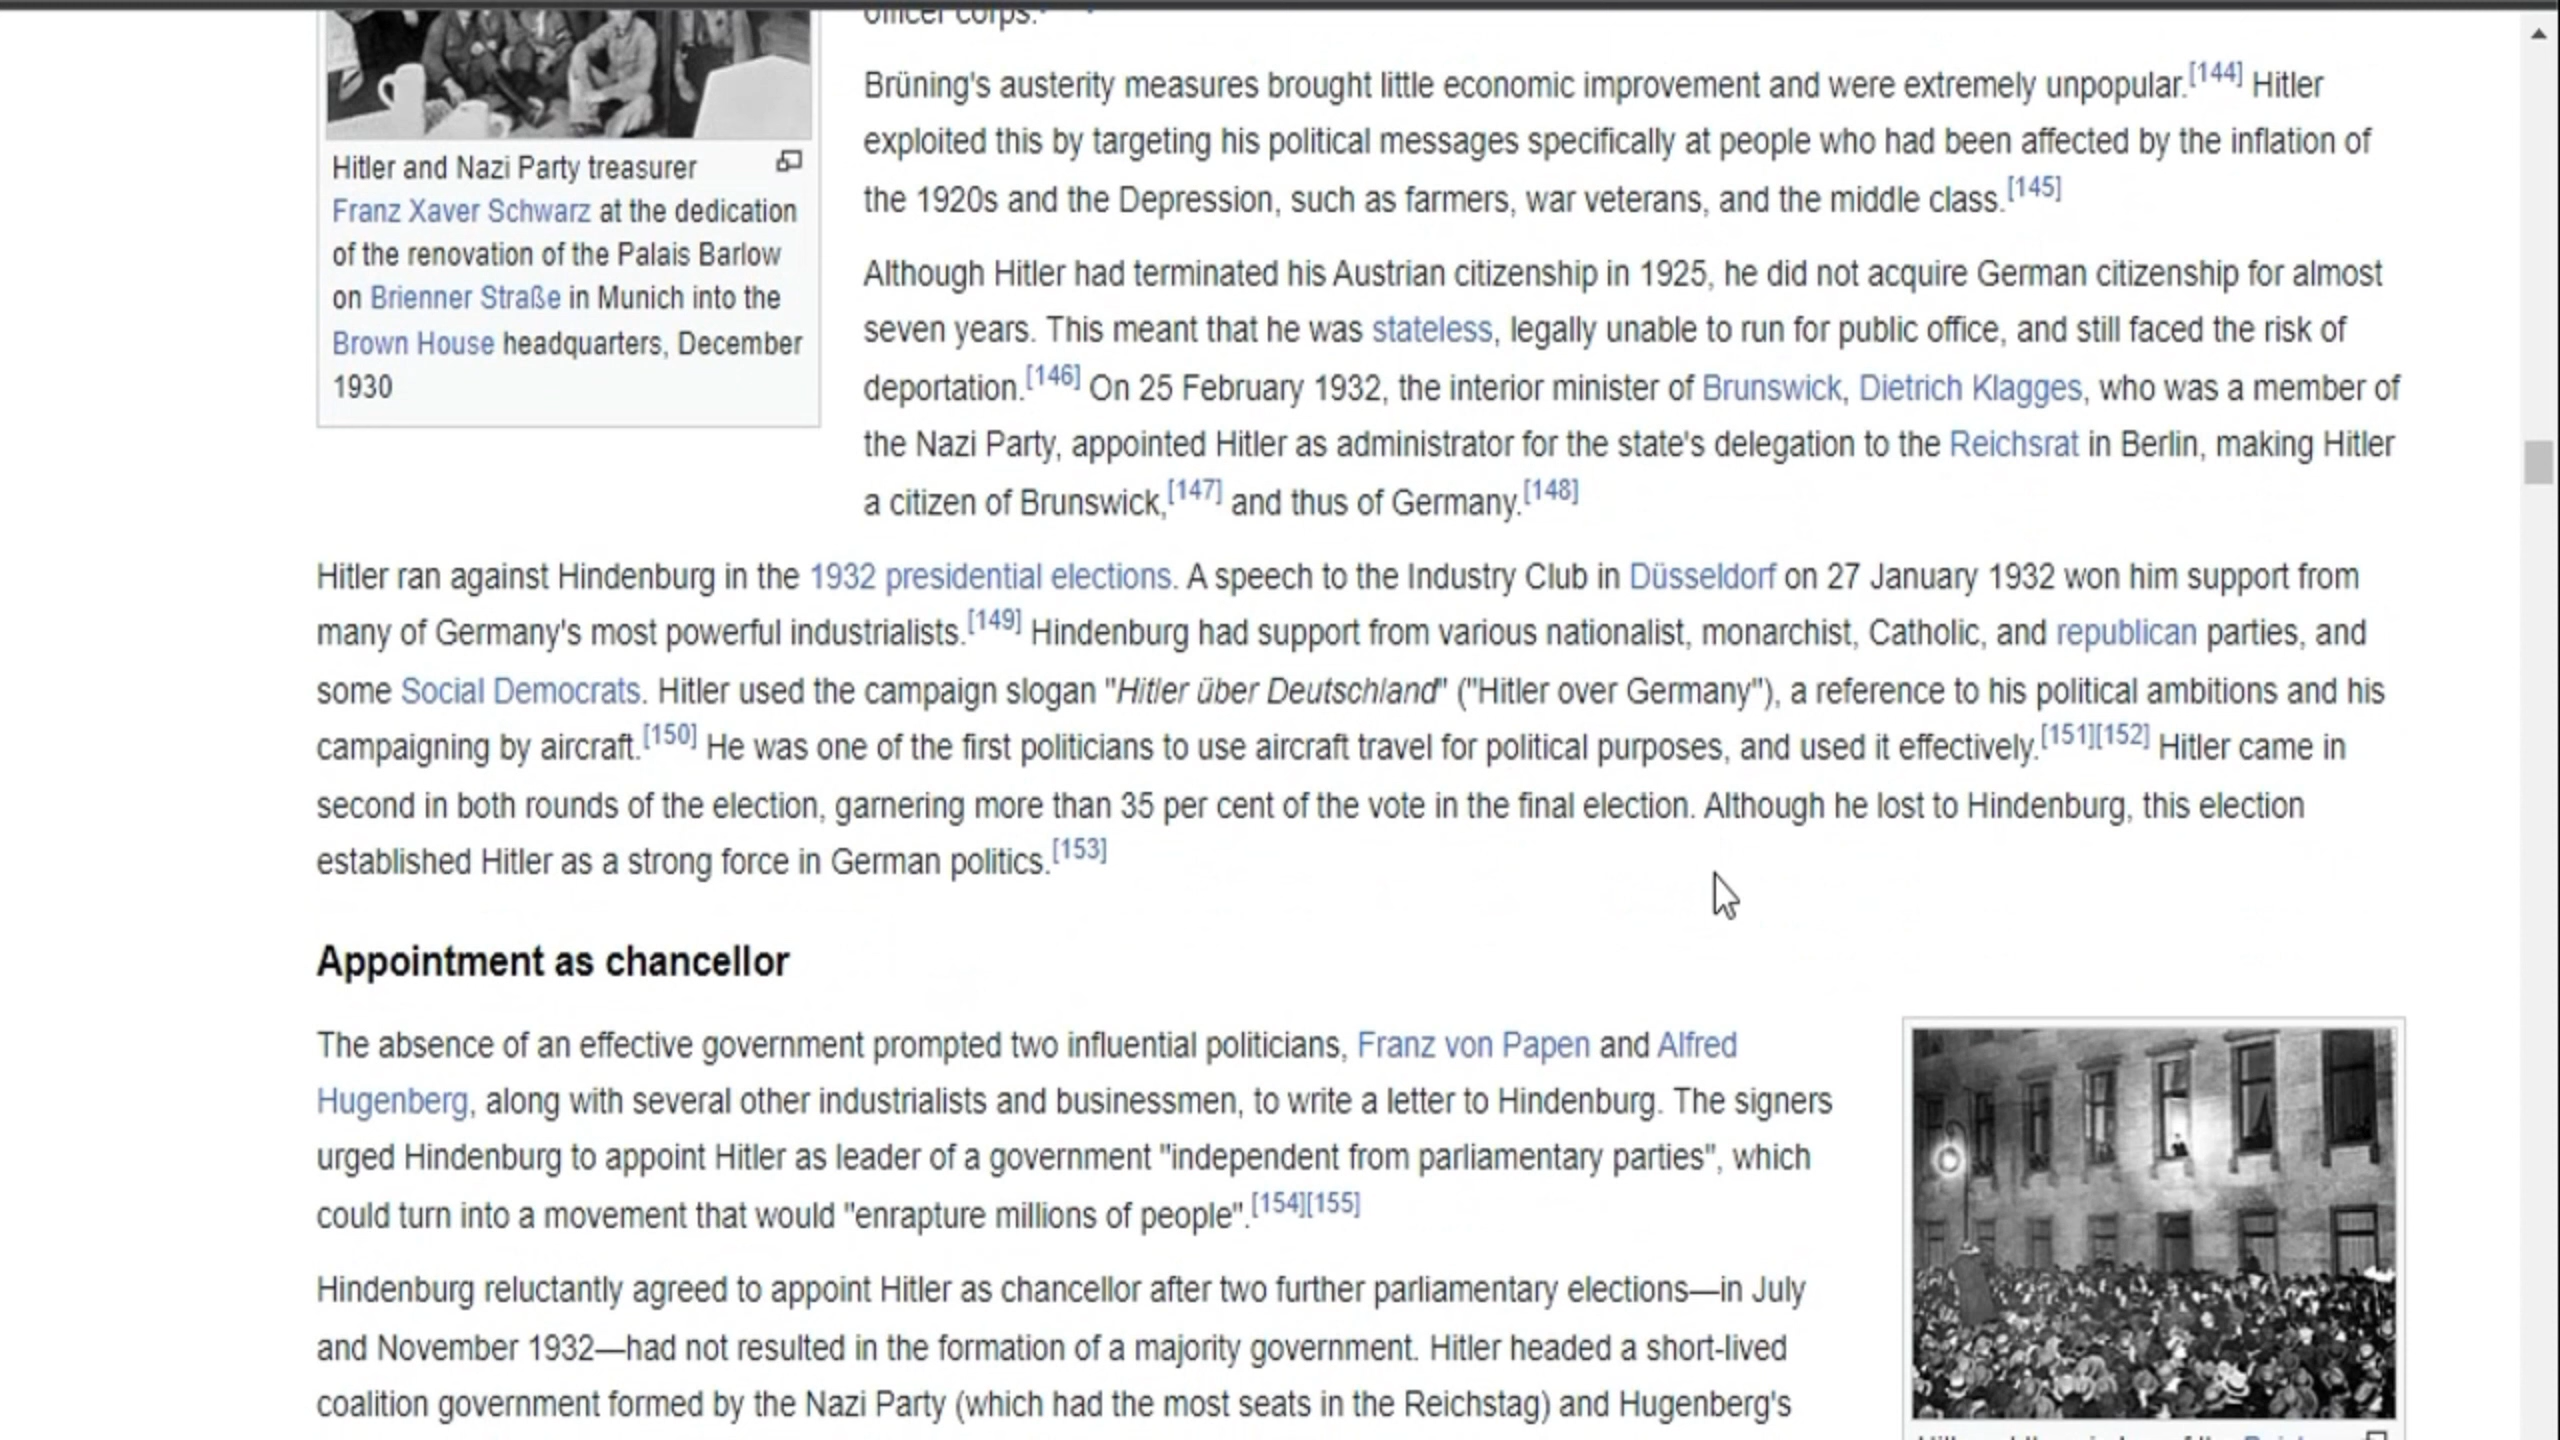 officer corps.
Brüning's austerity measures brought little economic improvement and were extremely unpopular.[144] Hitler
exploited this by targeting his political messages specifically at people who had been affected by the inflation of
the 1920s and the Depression, such as farmers, war veterans, and the middle class.[145]
Although Hitler had terminated his Austrian citizenship in 1925, he did not acquire German citizenship for almost
seven years. This meant that he was stateless, legally unable to run for public office, and still faced the risk of
deportation.[146] On 25 February 1932, the interior minister of Brunswick, Dietrich Klagges, who was a member of
the Nazi Party, appointed Hitler as administrator for the state's delegation to the Reichsrat in Berlin, making Hitler
a citizen of Brunswick,[147] and thus of Germany.[148]
Hitler and Nazi Party treasurer
Franz Xaver Schwarz at the dedication
of the renovation of the Palais Barlow
on Brienner Straße in Munich into the
Brown House headquarters, December
1930
Hitler ran against Hindenburg in the 1932 presidential elections. A speech to the Industry Club in Düsseldorf on 27 January 1932 won him support from
many of Germany's most powerful industrialists.[149] Hindenburg had support from various nationalist, monarchist, Catholic, and republican parties, and
some Social Democrats. Hitler used the campaign slogan "Hitler über Deutschland" ("Hitler over Germany"), a reference to his political ambitions and his
campaigning by aircraft.[150] He was one of the first politicians to use aircraft travel for political purposes, and used it effectively.[151][152] Hitler came in
second in both rounds of the election, garnering more than 35 per cent of the vote in the final election. Although he lost to Hindenburg, this election
established Hitler as a strong force in German politics.[153]
Appointment as chancellor
The absence of an effective government prompted two influential politicians, Franz von Papen and Alfred
Hugenberg, along with several other industrialists and businessmen, to write a letter to Hindenburg. The signers
urged Hindenburg to appoint Hitler as leader of a government "independent from parliamentary parties", which
could turn into a movement that would "enrapture millions of people".[154][155]
Hindenburg reluctantly agreed to appoint Hitler as chancellor after two further parliamentary elections—in July
and November 1932—had not resulted in the formation of a majority government. Hitler headed a short-lived
coalition government formed by the Nazi Party (which had the most seats in the Reichstag) and Hugenberg's